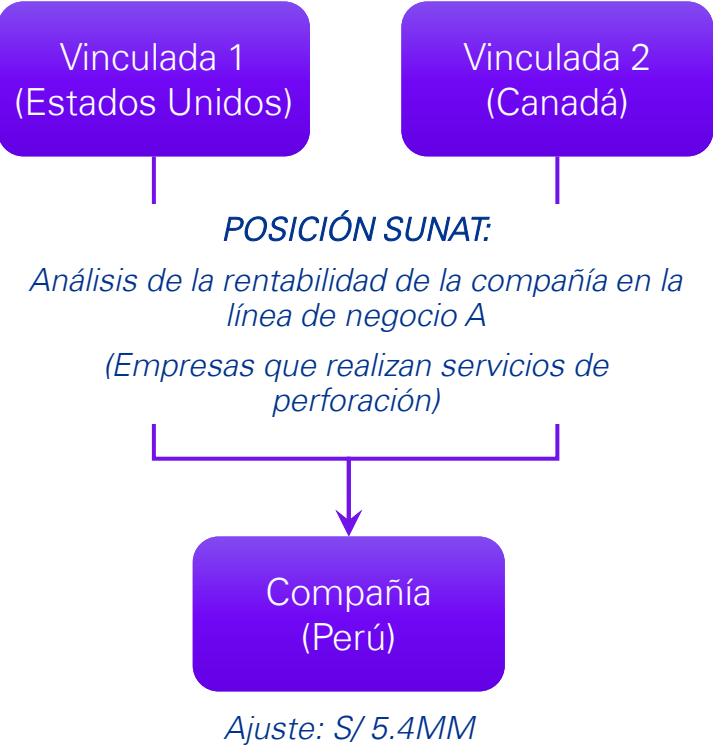 Vinculada 1
(Estados Unidos)
Vinculada 2
(Canadá)
POSICIÓN SUNAT:
Análisis de la rentabilidad de la compañía en la
línea de negocio A
(Empresas que realizan servicios de
perforación)
Compañía
(Perú)
Ajuste: S/ 5.4MM